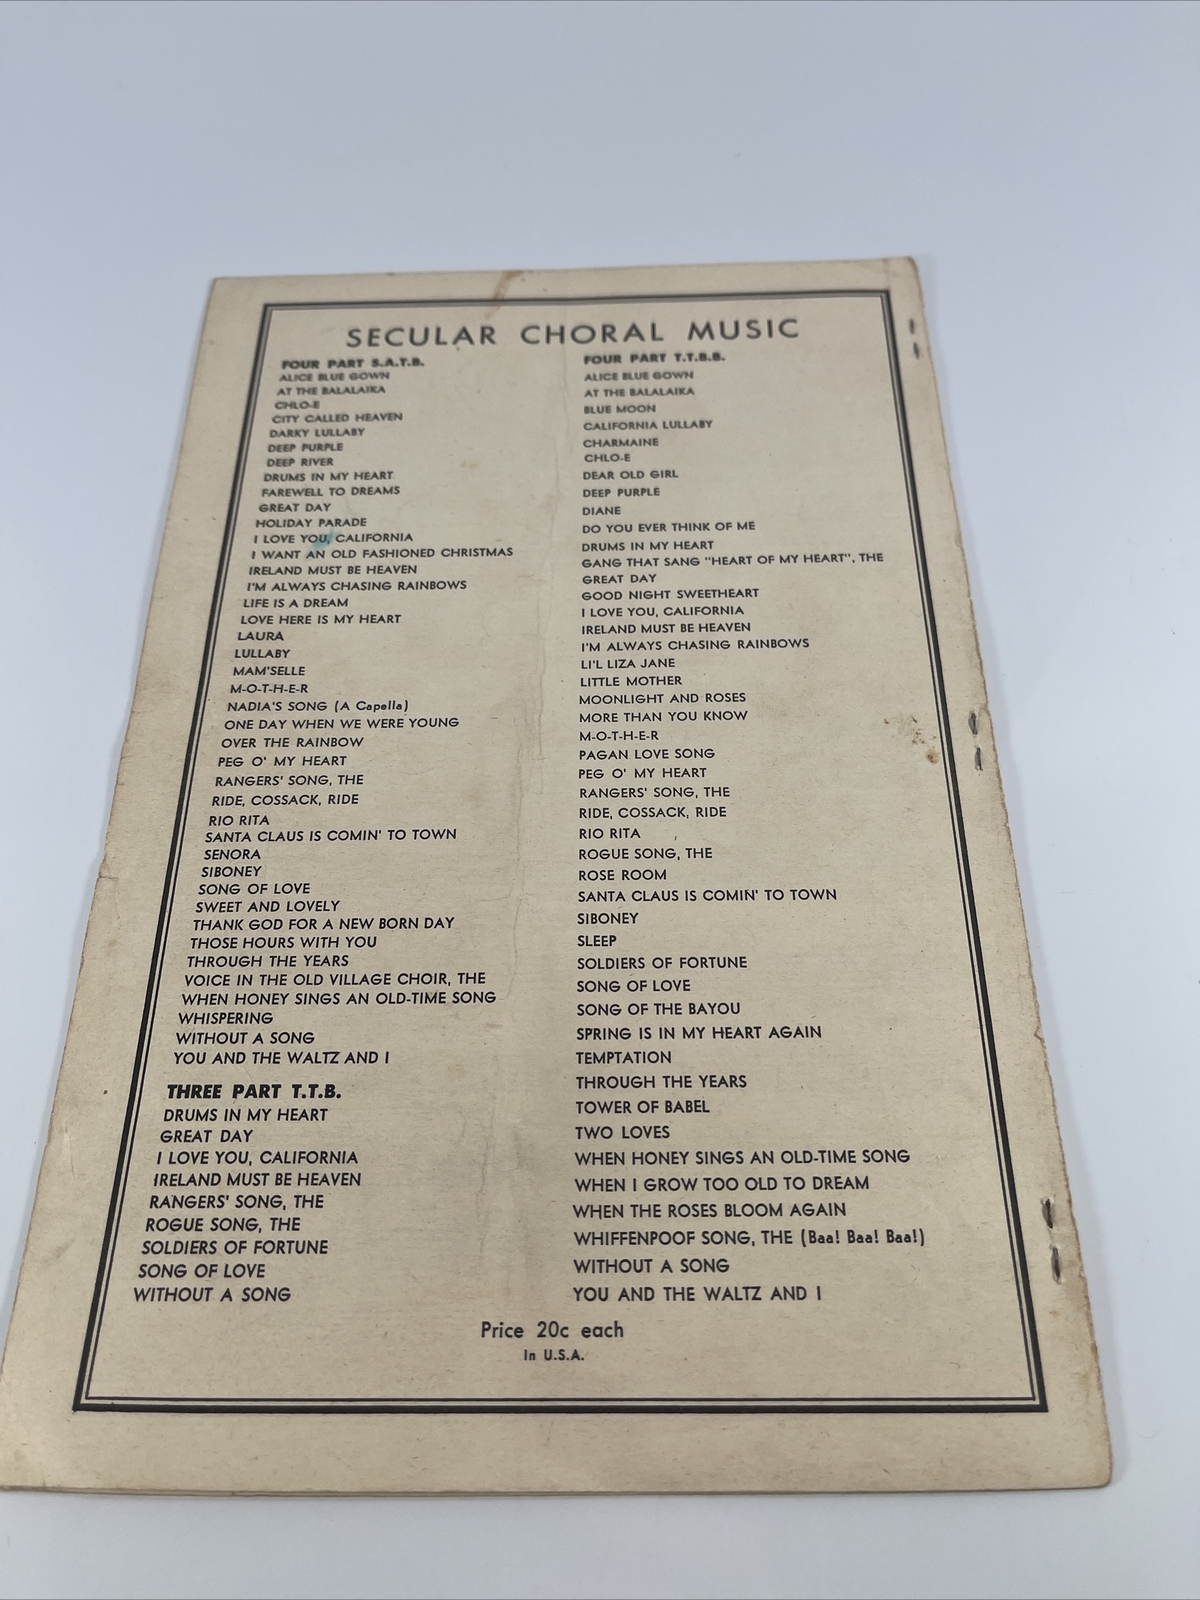 SECULAR CHORAL MUSIC
FOUR PART S.A.T.B.
ALICE BLUE GOWN
AT THE BALALAIKA
CHLO-E
CITY CALLED HEAVEN
DARKY LULLABY
DEEP PURPLE
DEEP RIVER
DRUMS IN MY HEART
FAREWELL TO DREAMS
GREAT DAY
HOLIDAY PARADE
I LOVE YOU, CALIFORNIA
I WANT AN OLD FASHIONED CHRISTMAS
IRELAND MUST BE HEAVEN
I'M ALWAYS CHASING RAINBOWS
LIFE IS A DREAM
LOVE HERE IS MY HEART
LAURA
LULLABY
MAM'SELLE
M-O-T-H-E-R
NADIA'S SONG (A Capella)
ONE DAY WHEN WE WERE YOUNG
OVER THE RAINBOW
PEG O' MY HEART
RANGERS' SONG, THE
RIDE, COSSACK, RIDE
RIO RITA
SANTA CLAUS IS COMIN' TO TOWN
SENORA
SIBONEY
SONG OF LOVE
SWEET AND LOVELY
THANK GOD FOR A NEW BORN DAY
THOSE HOURS WITH YOU
THROUGH THE YEARS
VOICE IN THE OLD VILLAGE CHOIR, THE
WHEN HONEY SINGS AN OLD-TIME SONG
WHISPERING
WITHOUT A SONG
YOU AND THE WALTZ AND I
THREE PART T.T.B.
DRUMS IN MY HEART
GREAT DAY
I LOVE YOU, CALIFORNIA
IRELAND MUST BE HEAVEN
RANGERS' SONG, THE
ROGUE SONG, THE
SOLDIERS OF FORTUNE
SONG OF LOVE
WITHOUT A SONG
FOUR PART T.T.B.B.
ALICE BLUE GOWN
AT THE BALALAIKA
BLUE MOON
CALIFORNIA LULLABY
CHARMAINE
CHLO-E
DEAR OLD GIRL
DEEP PURPLE
DIANE
DO YOU EVER THINK OF ME
DRUMS IN MY HEART
GANG THAT SANG "HEART OF MY HEART", THE
GREAT DAY
GOOD NIGHT SWEETHEART
I LOVE YOU, CALIFORNIA
IRELAND MUST BE HEAVEN
I'M ALWAYS CHASING RAINBOWS
LI'L LIZA JANE
LITTLE MOTHER
MOONLIGHT AND ROSES
MORE THAN YOU KNOW
M-O-T-H-E-R
PAGAN LOVE SONG
PEG O' MY HEART
RANGERS' SONG, THE
RIDE, COSSACK, RIDE
RIO RITA
ROGUE SONG, THE
ROSE ROOM
SANTA CLAUS IS COMIN' TO TOWN
SIBONEY
SLEEP
SOLDIERS OF FORTUNE
SONG OF LOVE
SONG OF THE BAYOU
SPRING IS IN MY HEART AGAIN
TEMPTATION
THROUGH THE YEARS
TOWER OF BABEL
TWO LOVES
WHEN HONEY SINGS AN OLD-TIME SONG
WHEN I GROW TOO OLD TO DREAM
WHEN THE ROSES BLOOM AGAIN
WHIFFENPOOF SONG, THE (Baa! Baa! Baa!)
WITHOUT A SONG
YOU AND THE WALTZ AND I
Price 20c each
In U.S.A.